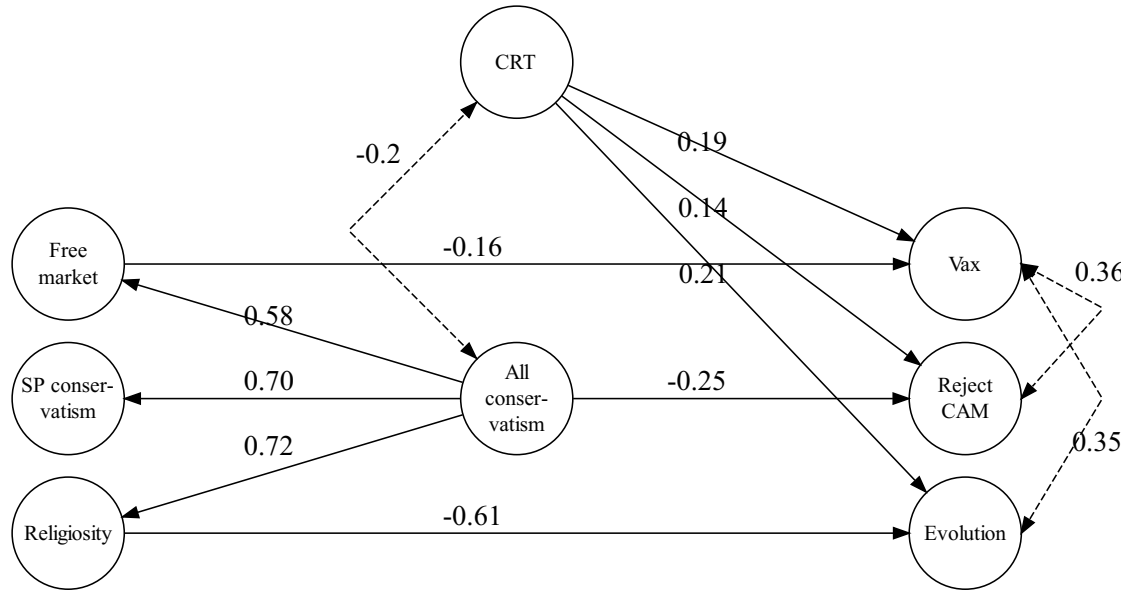 CRT
-0.2
0.19
0.14
Free
market
-0.16
Vax
0.36
0.21
0.58
SP conser-
vatism
0.70
All
conser-
vatism
-0.25
Reject
CAM
0.72
0.35
Religiosity
-0.61
Evolution